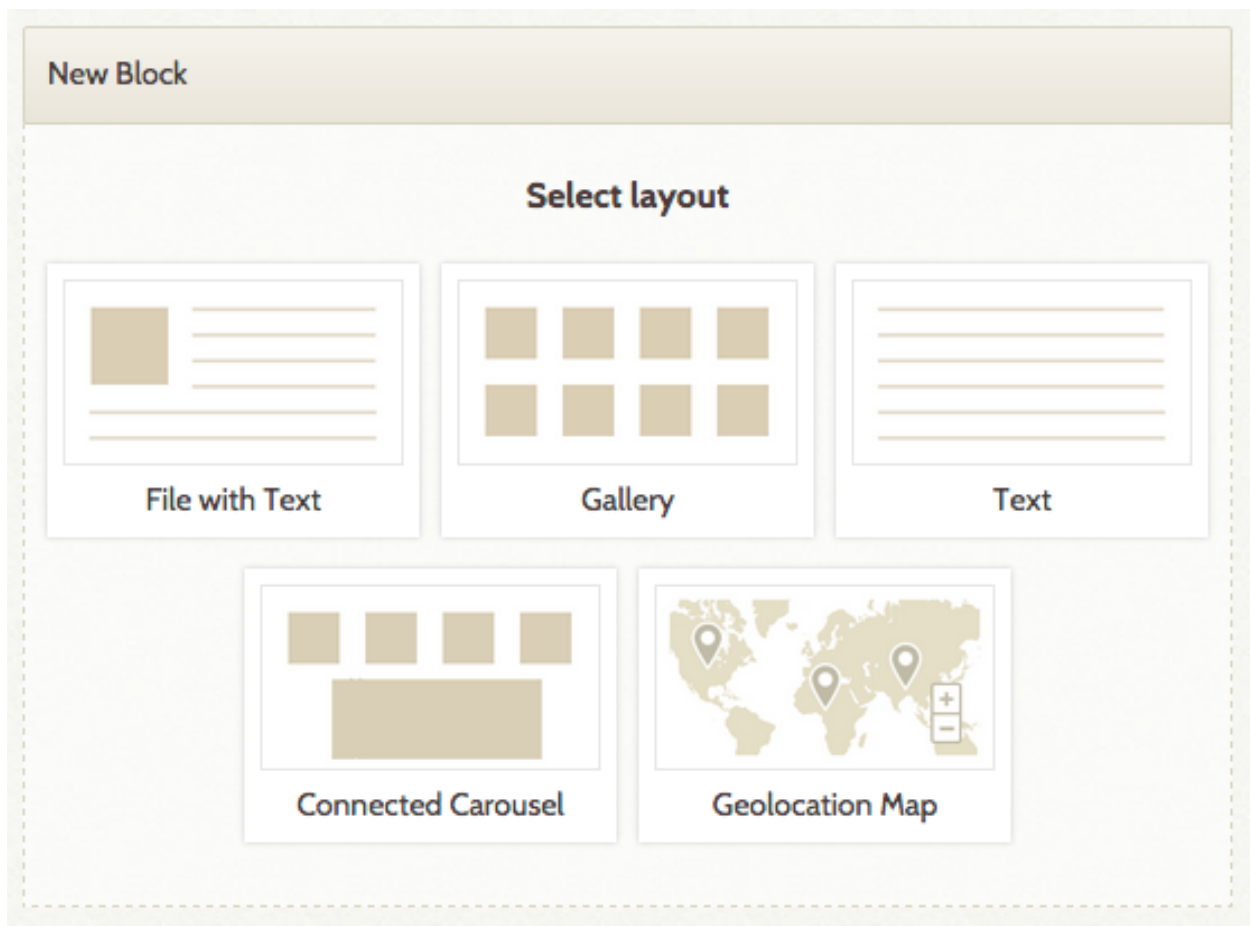 New Block
Select layout
File with Text
Gallery
Text
Connected Carousel
Geolocation Map
+
−